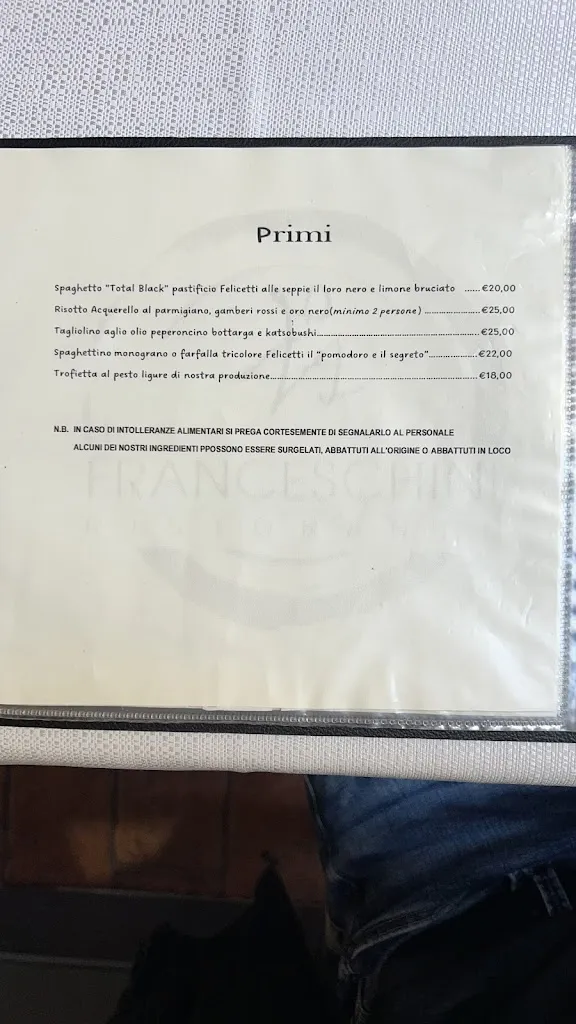 Primi
Spaghetto "Total Black" pastificio Felicetti alle seppie il loro nero e limone bruciato ......€20,00
Risotto Acquerello al parmigiano, gamberi rossi e oro nero(minimo 2 persone) ....................€25,00
Tagliolino aglio olio peperoncino bottarga e katsobushi............................................................€25,00
Spaghettino monograno o farfalla tricolore Felicetti il "pomodoro e il segreto"..................€22,00
Trofietta al pesto ligure di nostra produzione............................................................................€18,00
N.B. IN CASO DI INTOLLERANZE ALIMENTARI SI PREGA CORTESEMENTE DI SEGNALARLO AL PERSONALE
ALCUNI DEI NOSTRI INGREDIENTI PPOSSONO ESSERE SURGELATI, ABBATTUTI ALL'ORIGINE O ABBATTUTI IN LOCO
FRANCESCHINI